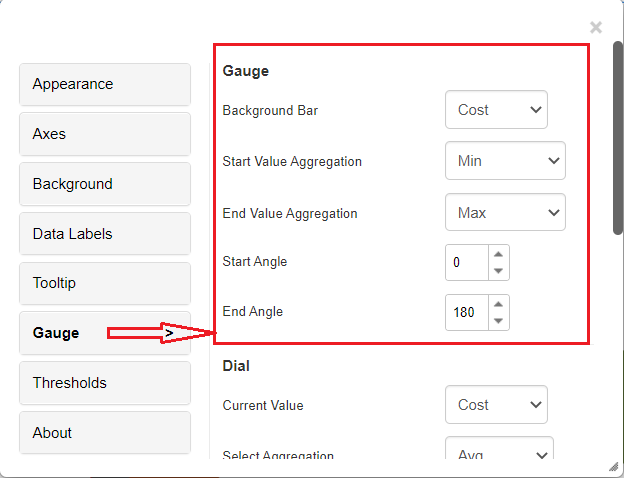 ×
Appearance
Axes
Background
Data Labels
Tooltip
Gauge >
Thresholds
About
Gauge
Background Bar Cost
Start Value Aggregation Min
End Value Aggregation Max
Start Angle 0
End Angle 180
Dial
Current Value Cost
Select Aggregation Avg